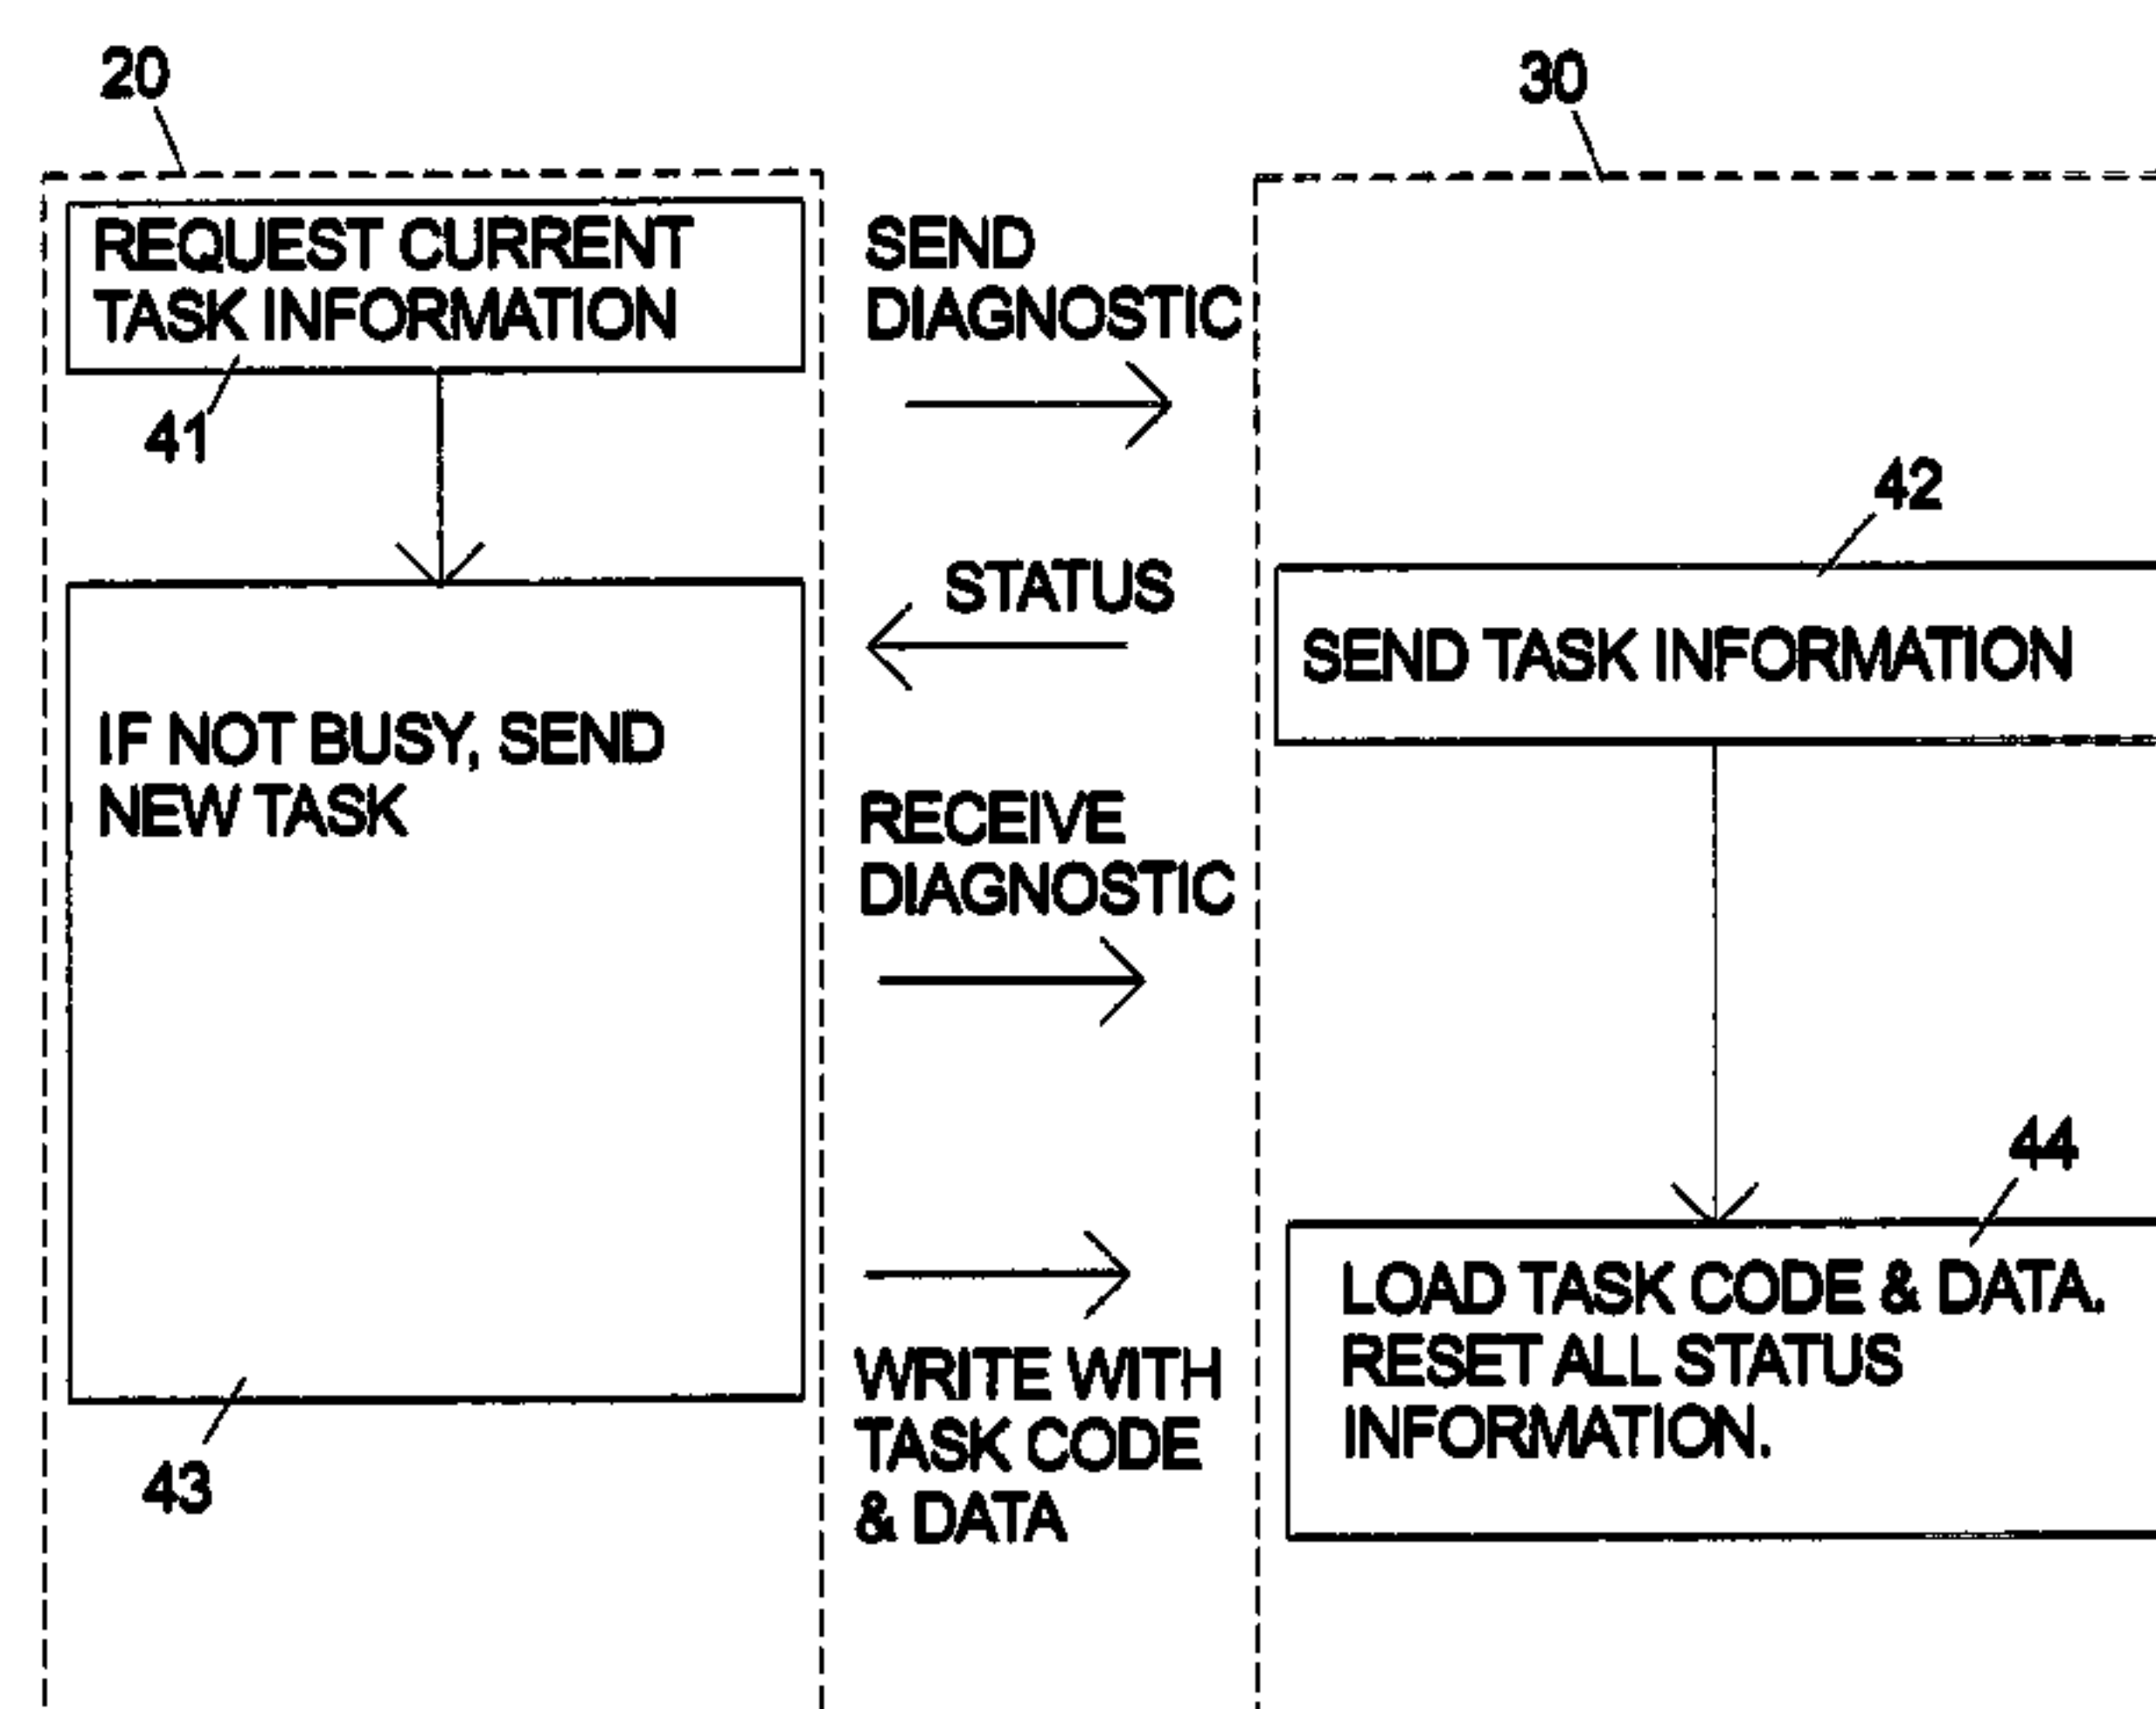 20
30
REQUEST CURRENT
TASK INFORMATION
41
SEND
DIAGNOSTIC
42
STATUS
SEND TASK INFORMATION
IF NOT BUSY, SEND
NEW TASK
RECEIVE
DIAGNOSTIC
44
LOAD TASK CODE & DATA.
RESET ALL STATUS
INFORMATION.
WRITE WITH
TASK CODE
& DATA
43